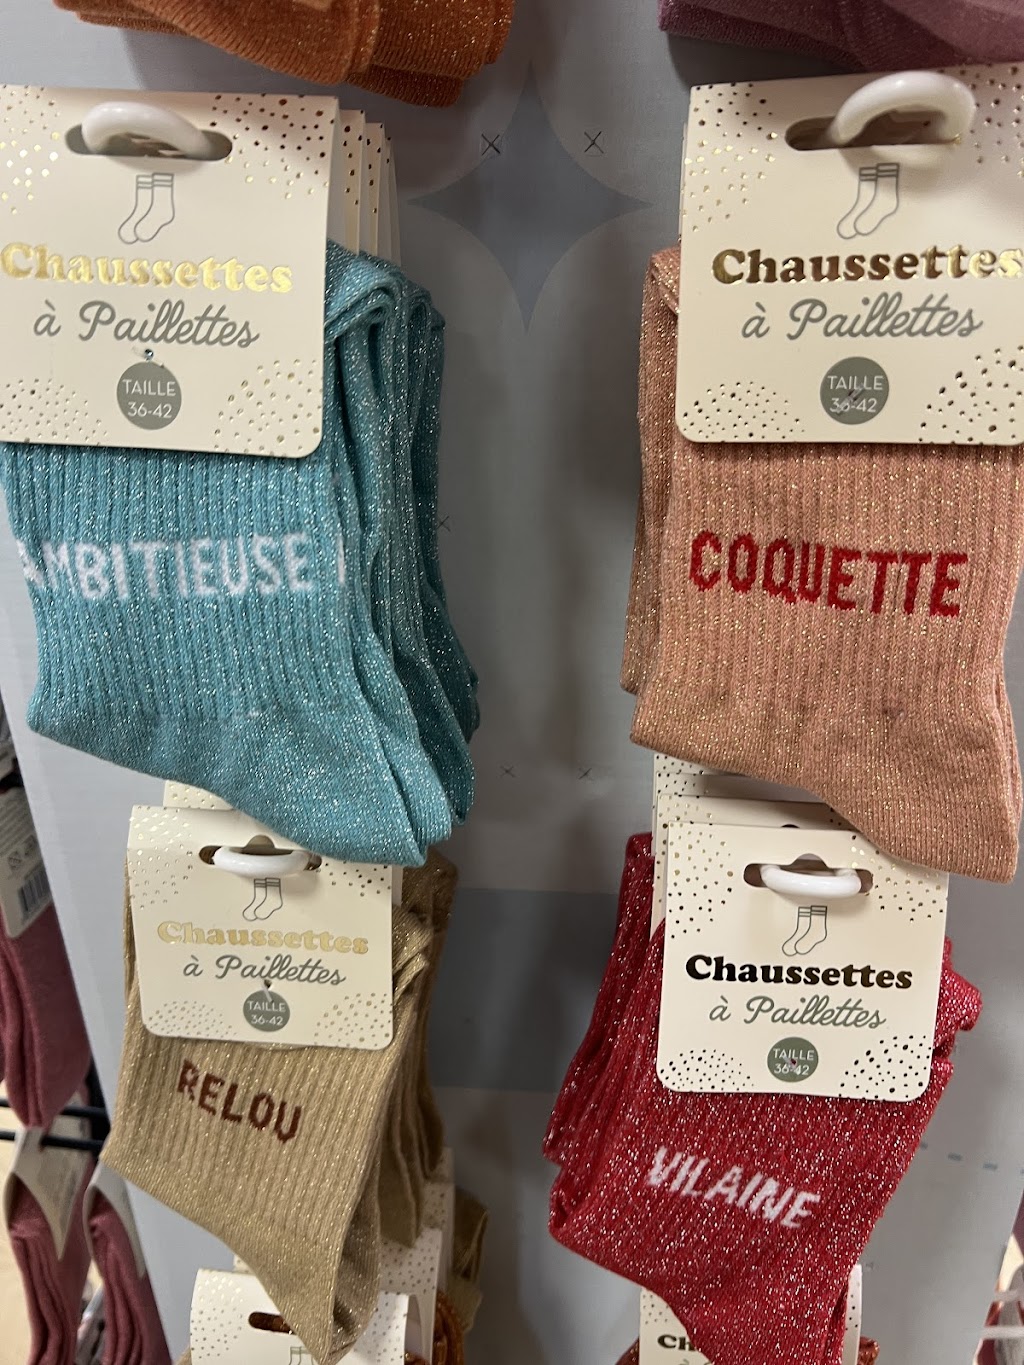 Chaussettes
à Paillettes
TAILLE
36-42
AMBITIEUSE
Chaussettes
à Paillettes
TAILLE
36-42
COQUETTE
Chaussettes
à Paillettes
TAILLE
36-42
RELOU
Chaussettes
à Paillettes
TAILLE
36-42
VILAINE
Ch
à